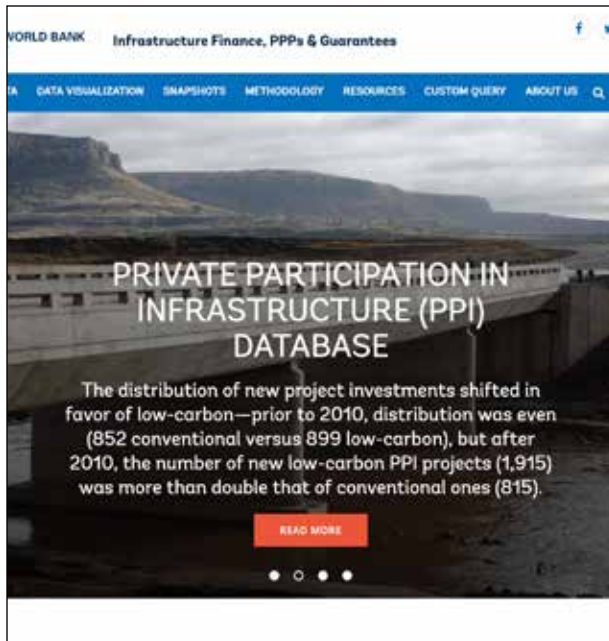 WORLD BANK
Infrastructure Finance, PPPs & Guarantees
TA DATA VISUALIZATION SNAPSHOTS METHODOLOGY RESOURCES CUSTOM QUERY ABOUT US
PRIVATE PARTICIPATION IN
INFRASTRUCTURE (PPI)
DATABASE
The distribution of new project investments shifted in
favor of low-carbon—prior to 2010, distribution was even
(852 conventional versus 899 low-carbon), but after
2010, the number of new low-carbon PPI projects (1,915)
was more than double that of conventional ones (815).
READ MORE